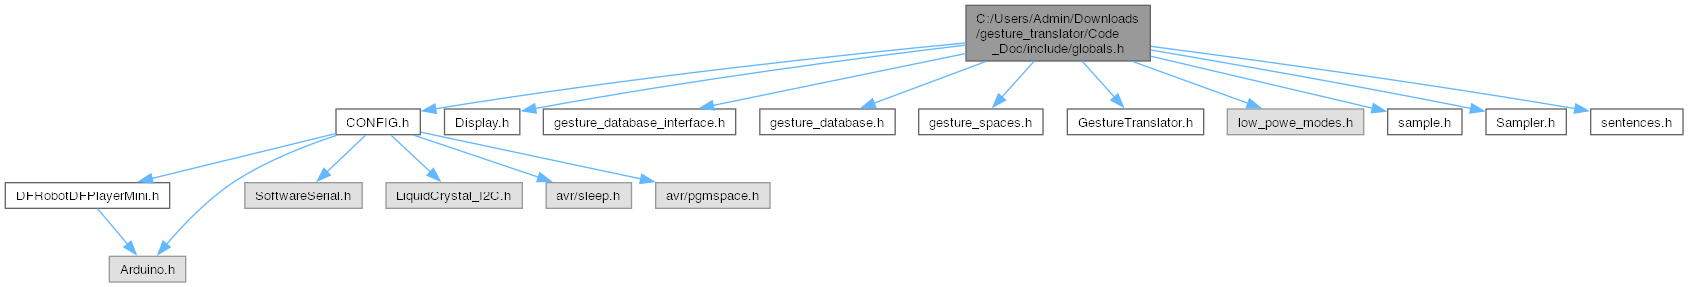 C:/Users/Admin/Downloads
/gesture_translator/Code
_Doc/include/globals.h
CONFIG.h
Display.h
gesture_database_interface.h
gesture_database.h
gesture_spaces.h
GestureTranslator.h
low_powe_modes.h
sample.h
Sampler.h
sentences.h
DFRobotDFPlayerMini.h
SoftwareSerial.h
LiquidCrystal_I2C.h
avr/sleep.h
avr/pgmspace.h
Arduino.h